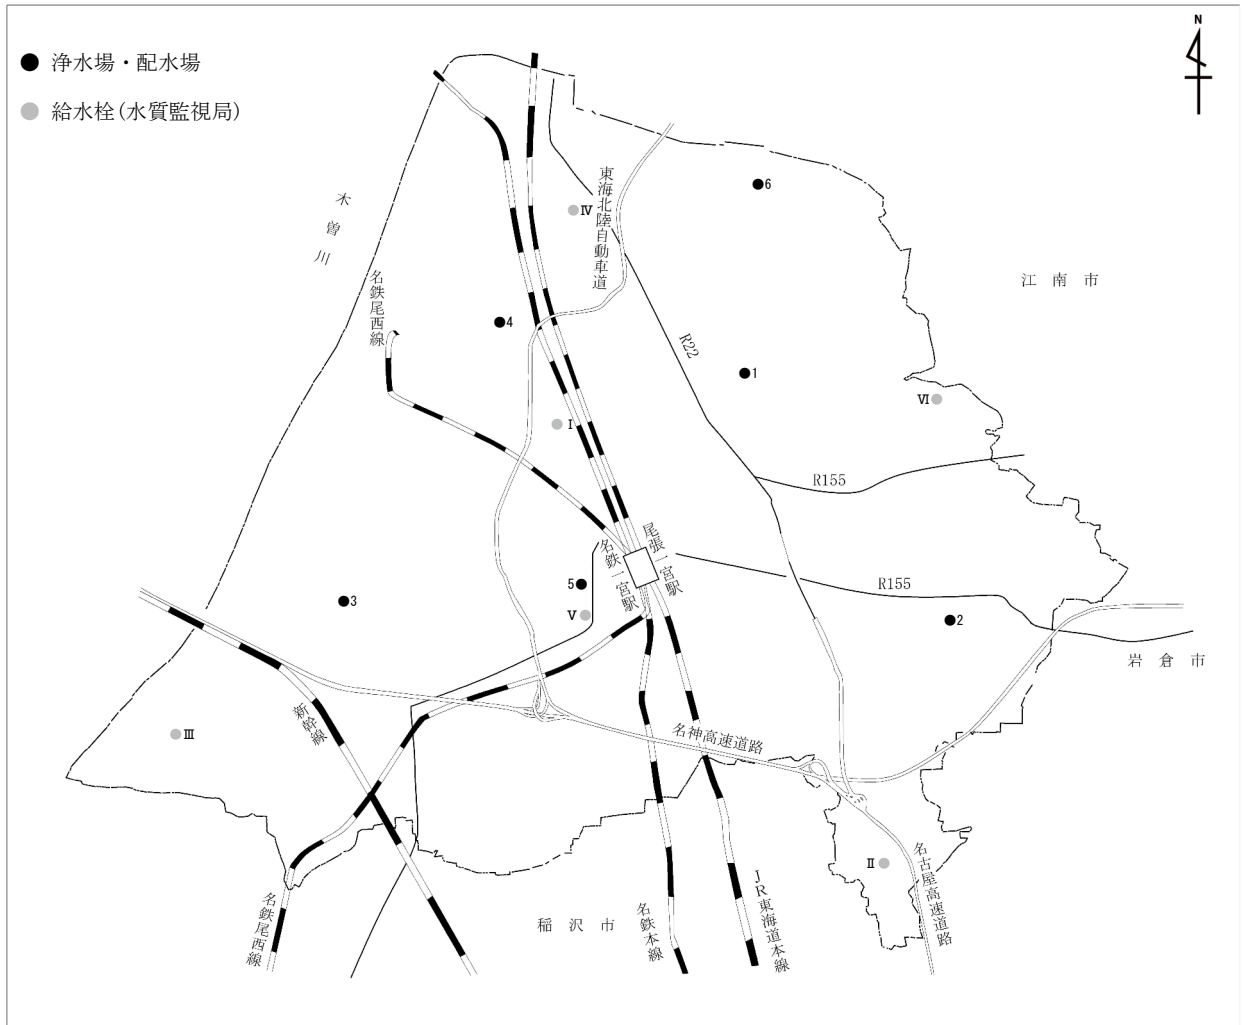 N
浄水場・配水場
給水栓(水質監視局)
6
東海北陸自動車道
Ⅳ
木曽川
江南市
名鉄尾西線
4
R22
1
Ⅵ
Ⅰ
R155
尾張一宮駅
名鉄一宮駅
5
R155
3
Ⅴ
2
岩倉市
新幹線
Ⅲ
名神高速道路
Ⅱ
名古屋高速道路
JR東海道本線
名鉄尾西線
稲沢市
名鉄本線